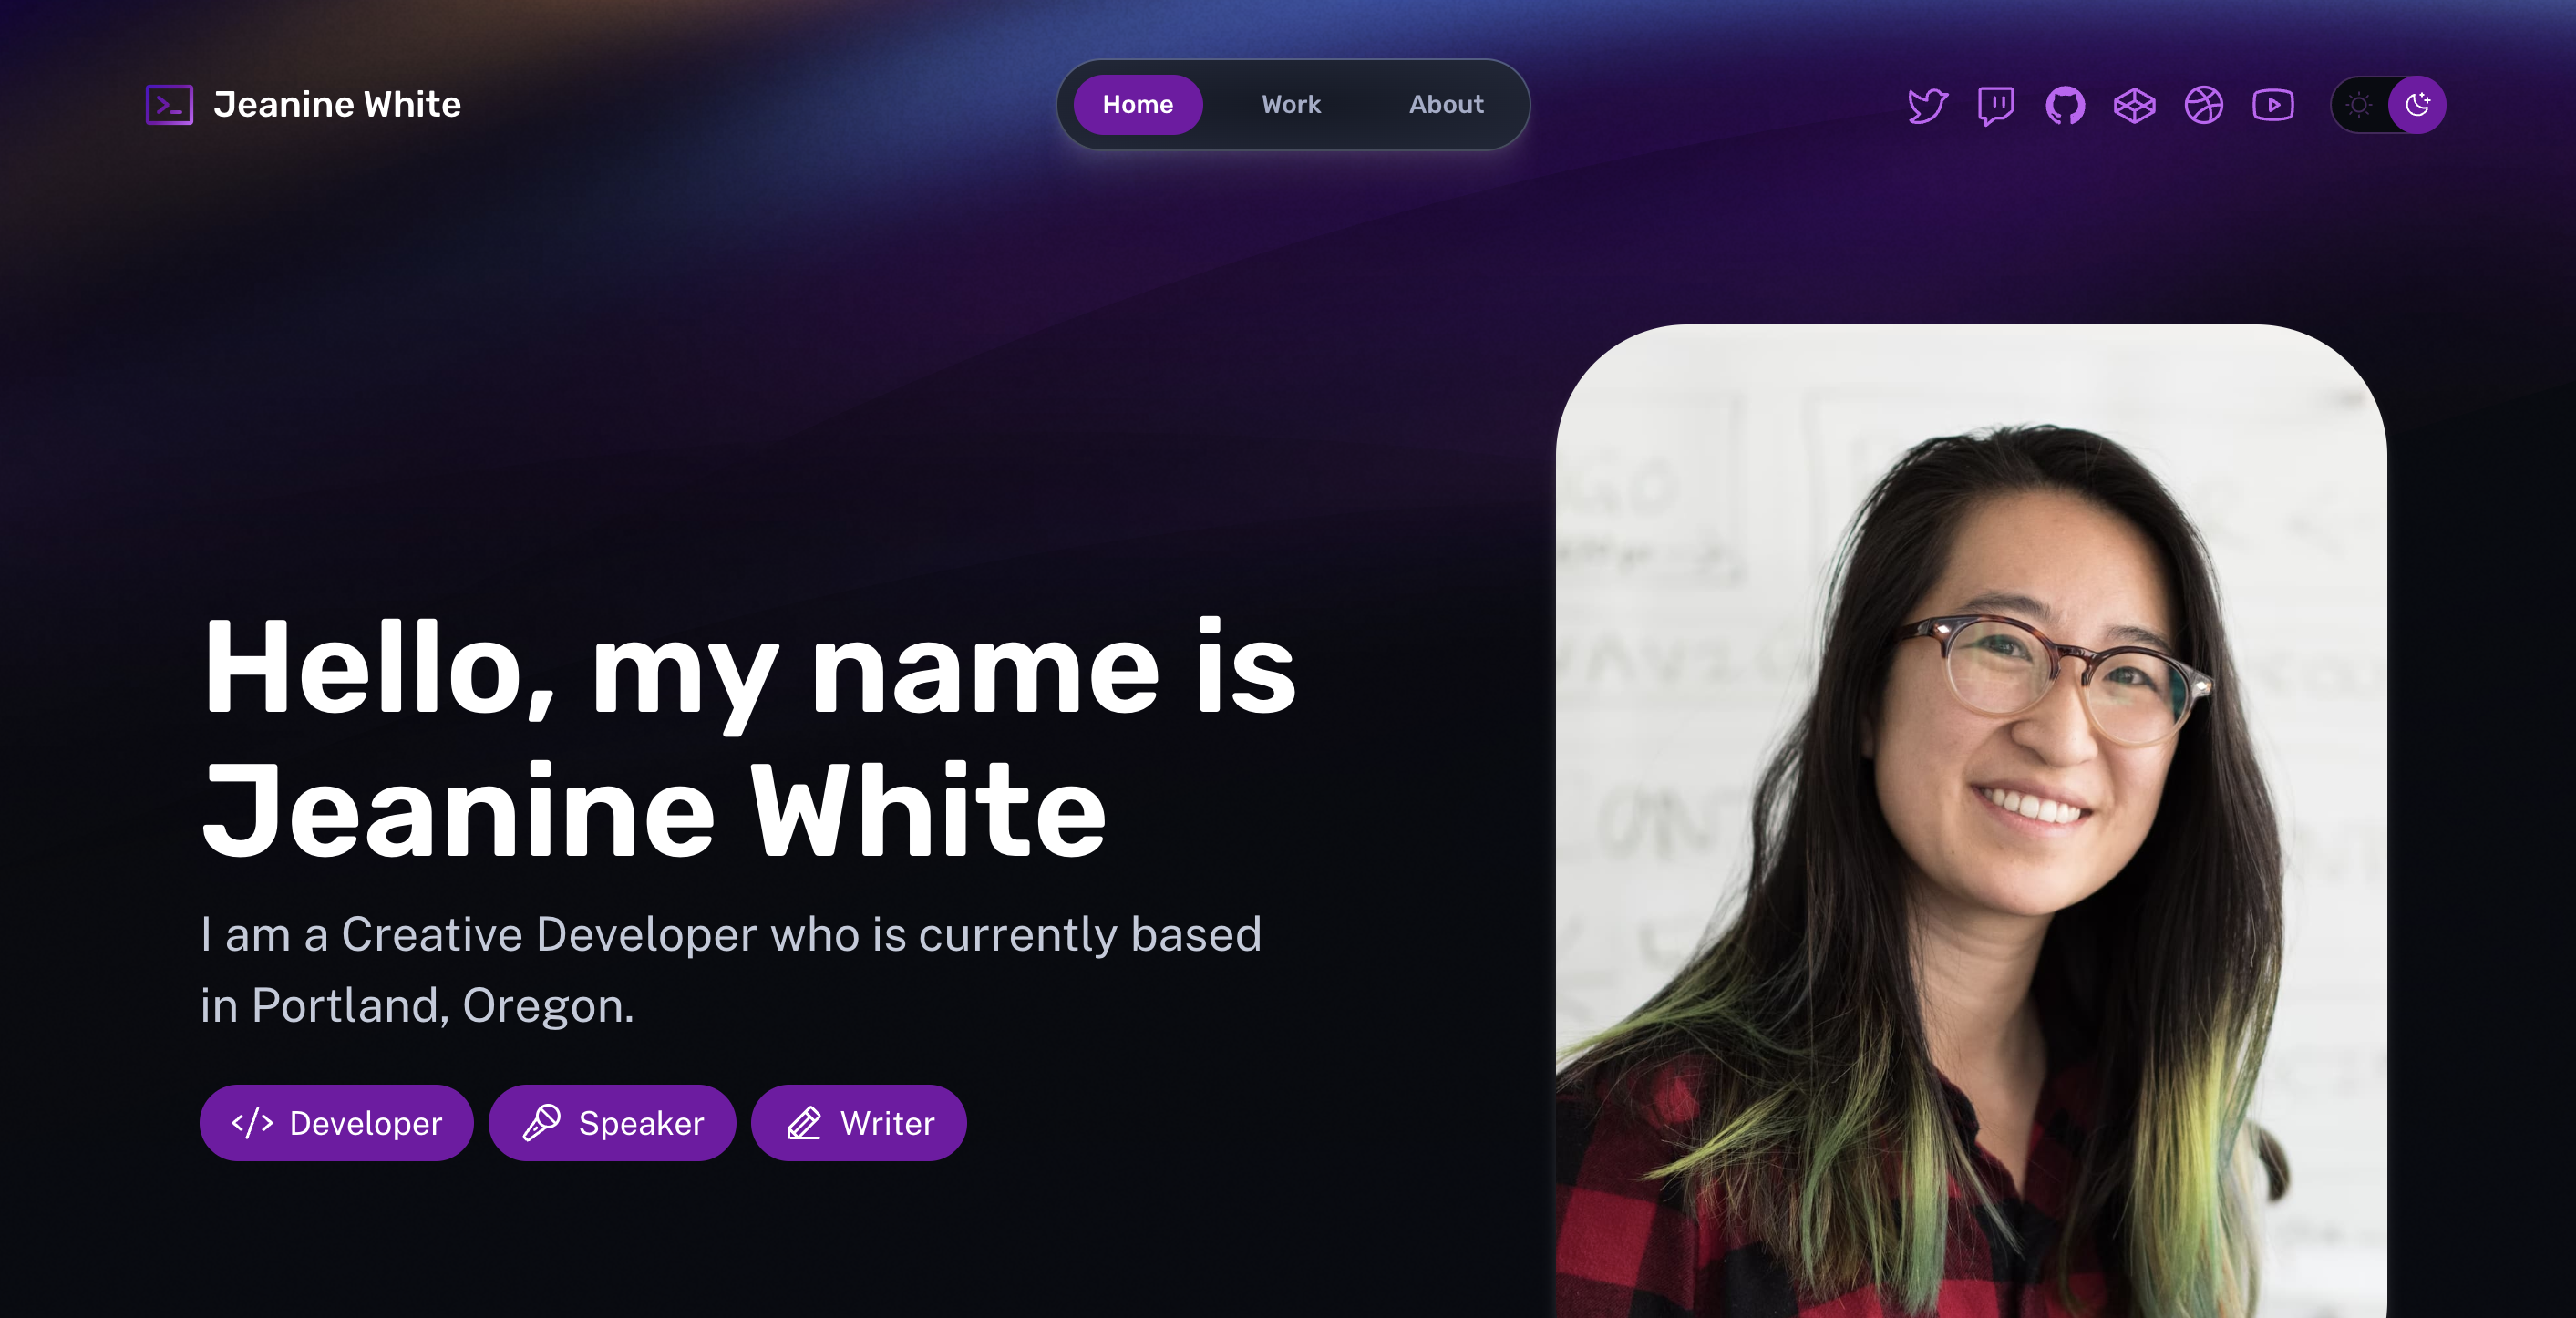 Jeanine White
Home
Work
About
Hello, my name is
Jeanine White
I am a Creative Developer who is currently based
in Portland, Oregon.
</> Developer
Speaker
Writer